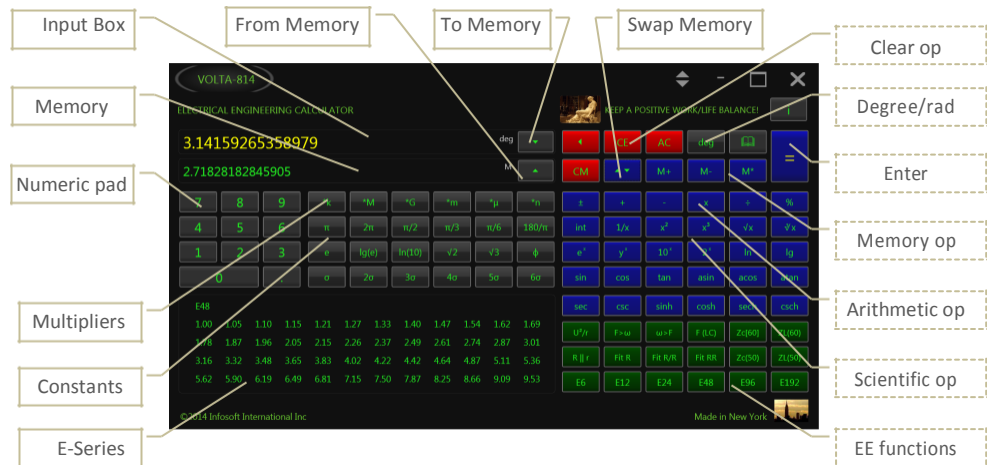 Input Box
From Memory
To Memory
Swap Memory
Clear op
Memory
Degree/rad
Numeric pad
Enter
Memory op
Multipliers
Arithmetic op
Constants
Scientific op
E-Series
EE functions
VOLTA-814
ELECTRICAL ENGINEERING CALCULATOR
KEEP A POSITIVE WORK/LIFE BALANCE!
i
3.14159265358979
deg
CE AC deg
=
2.71828182845905
M
CM M+ M- M*
7 8 9 *k *M *G *m *μ *n ± + - x ÷ %
4 5 6 π 2π π/2 π/3 π/6 180/π int 1/x x² x³ √x ∛x
1 2 3 e lg(e) ln(10) √2 √3 ϕ eˣ yˣ 10ˣ 2ˣ ln lg
0 . σ 2σ 3σ 4σ 5σ 6σ sin cos tan asin acos atan
sec csc sinh cosh sech csch
E48
1.00 1.05 1.10 1.15 1.21 1.27 1.33 1.40 1.47 1.54 1.62 1.69
1.78 1.87 1.96 2.05 2.15 2.26 2.37 2.49 2.61 2.74 2.87 3.01
3.16 3.32 3.48 3.65 3.83 4.02 4.22 4.42 4.64 4.87 5.11 5.36
5.62 5.90 6.19 6.49 6.81 7.15 7.50 7.87 8.25 8.66 9.09 9.53
U²/r F>ω ω>F F (LC) Zc(60) ZL(60)
R || r Fit R Fit R/R Fit RR Zc(50) ZL(50)
E6 E12 E24 E48 E96 E192
©2014 Infosoft International Inc
Made in New York